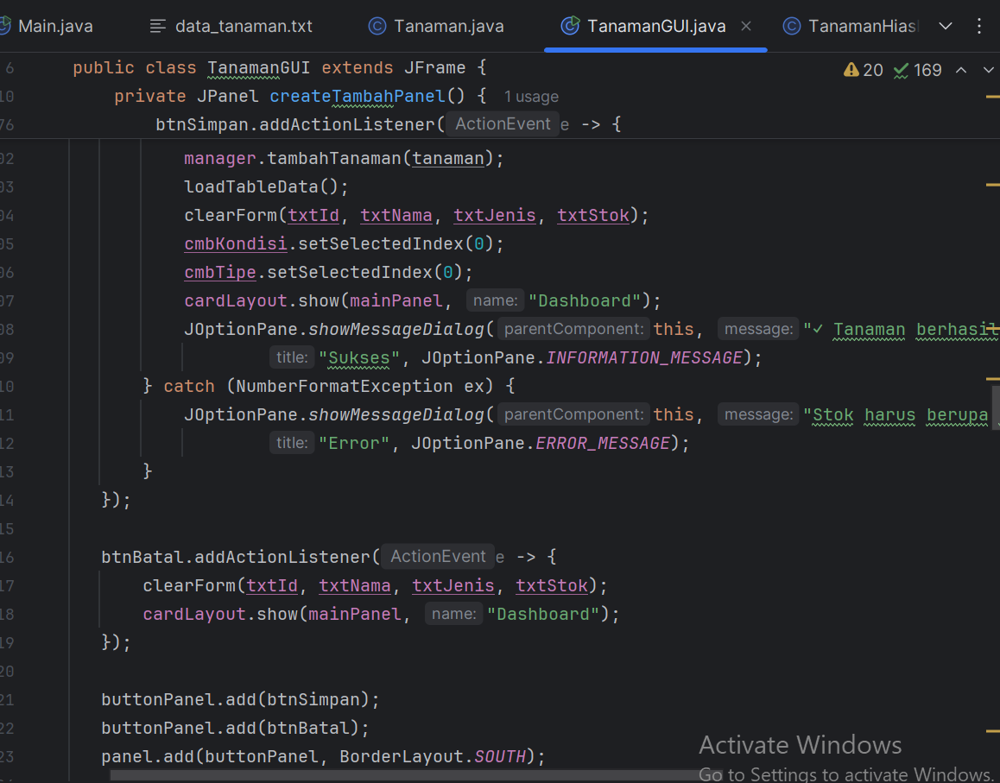 Main.java data_tanaman.txt Tanaman.java TanamanGUI.java TanamanHias
6 public class TanamanGUI extends JFrame { 20 169
10 private JPanel createTambahPanel() { 1 usage
76 btnSimpan.addActionListener( ActionEvent e -> {
02 manager.tambahTanaman(tanaman);
03 loadTableData();
04 clearForm(txtId, txtNama, txtJenis, txtStok);
05 cmbKondisi.setSelectedIndex(0);
06 cmbTipe.setSelectedIndex(0);
07 cardLayout.show(mainPanel, name: "Dashboard");
08 JOptionPane.showMessageDialog( parentComponent: this, message: "✓ Tanaman berhasil
09 title: "Sukses", JOptionPane.INFORMATION_MESSAGE);
10 } catch (NumberFormatException ex) {
11 JOptionPane.showMessageDialog( parentComponent: this, message: "Stok harus berupa
12 title: "Error", JOptionPane.ERROR_MESSAGE);
13 }
14 });
15
16 btnBatal.addActionListener( ActionEvent e -> {
17 clearForm(txtId, txtNama, txtJenis, txtStok);
18 cardLayout.show(mainPanel, name: "Dashboard");
19 });
20
21 buttonPanel.add(btnSimpan);
22 buttonPanel.add(btnBatal);
23 panel.add(buttonPanel, BorderLayout.SOUTH);
Activate Windows
Go to Settings to activate Windows.